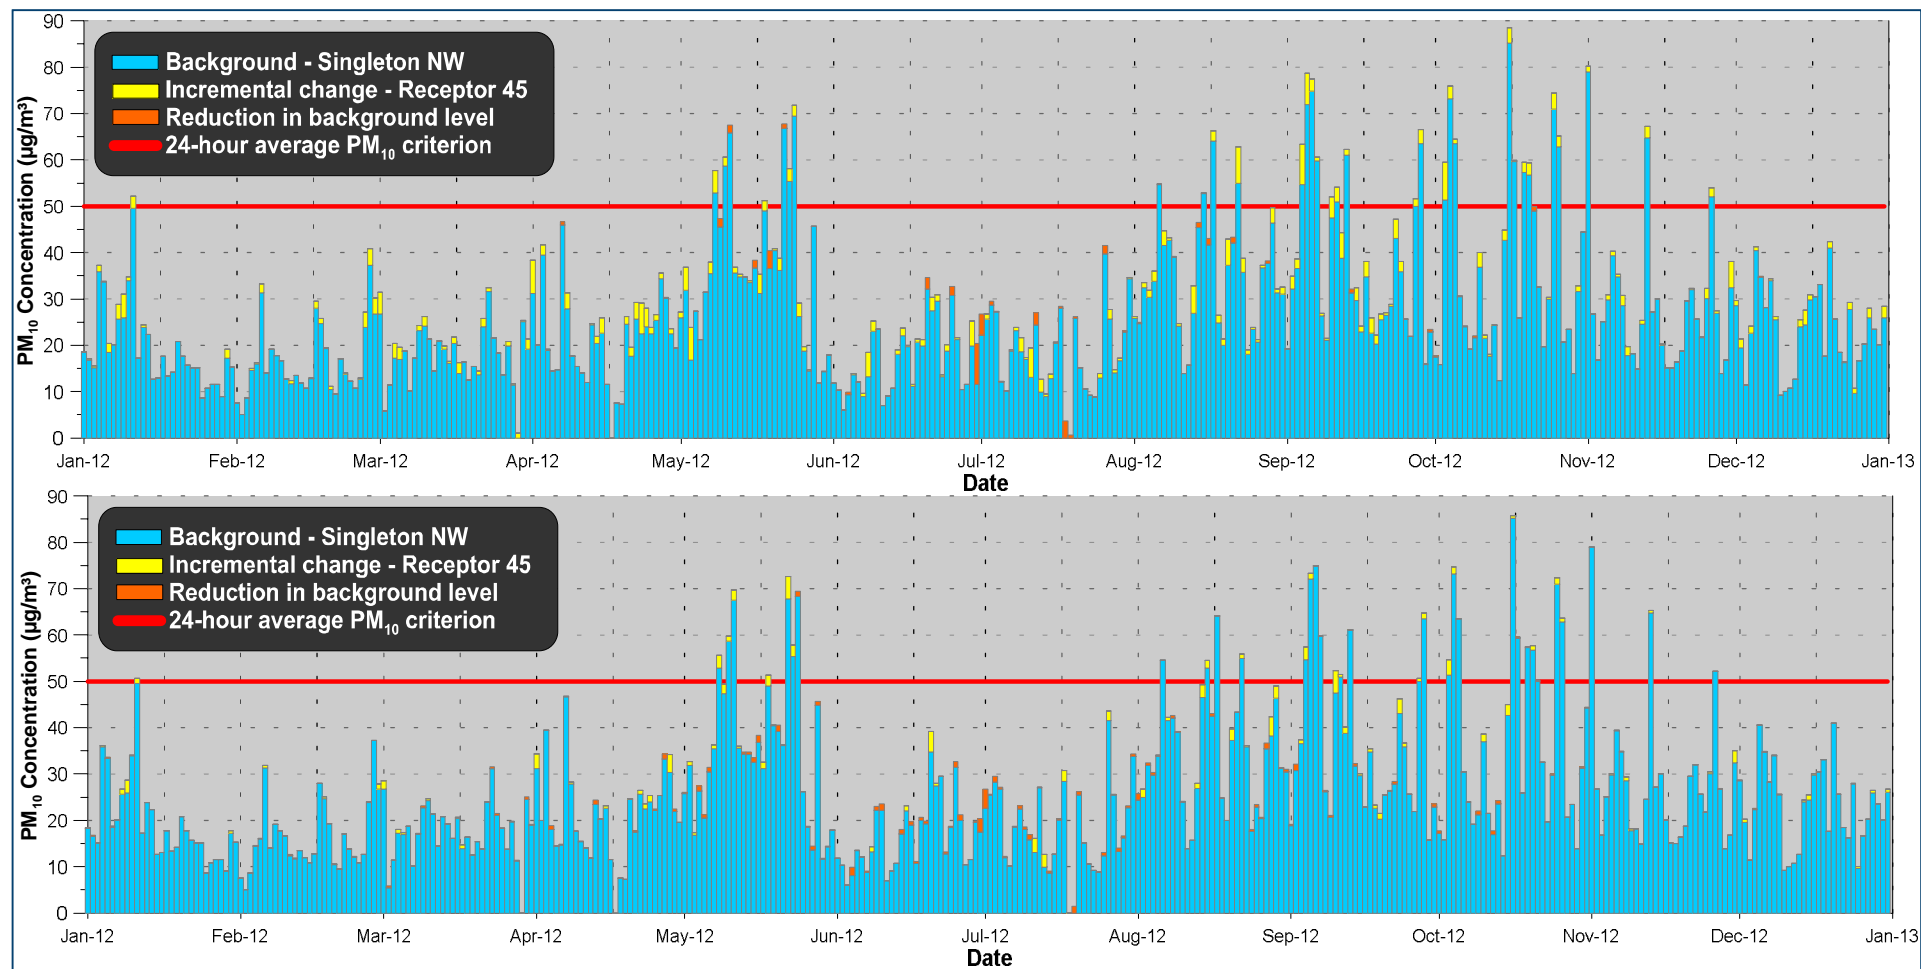 90
80
70
60
50
40
30
20
10
0
PM10 Concentration (µg/m³)
Background - Singleton NW
Incremental change - Receptor 45
Reduction in background level
24-hour average PM10 criterion
Jan-12 Feb-12 Mar-12 Apr-12 May-12 Jun-12 Jul-12 Aug-12 Sep-12 Oct-12 Nov-12 Dec-12 Jan-13
Date
90
80
70
60
50
40
30
20
10
0
PM10 Concentration (µg/m³)
Background - Singleton NW
Incremental change - Receptor 45
Reduction in background level
24-hour average PM10 criterion
Jan-12 Feb-12 Mar-12 Apr-12 May-12 Jun-12 Jul-12 Aug-12 Sep-12 Oct-12 Nov-12 Dec-12 Jan-13
Date